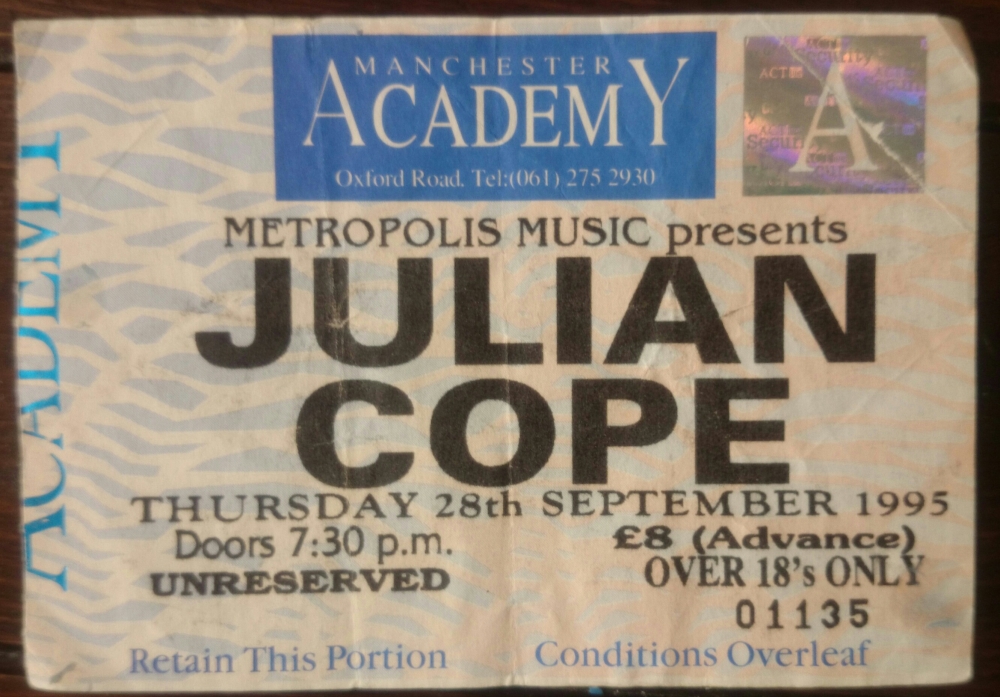 MANCHESTER
ACADEMY
Oxford Road. Tel:(061) 275 2930
A
ACADEMY
METROPOLIS MUSIC presents
JULIAN
COPE
THURSDAY 28th SEPTEMBER 1995
Doors 7:30 p.m.
£8 (Advance)
UNRESERVED
OVER 18's ONLY
01135
Retain This Portion
Conditions Overleaf